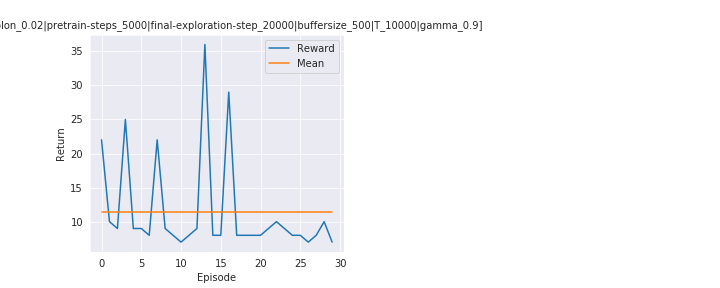 lon_0.02|pretrain-steps_5000|final-exploration-step_20000|buffersize_500|T_10000|gamma_0.9]
Reward
Mean
Return
35
30
25
20
15
10
0 5 10 15 20 25 30
Episode